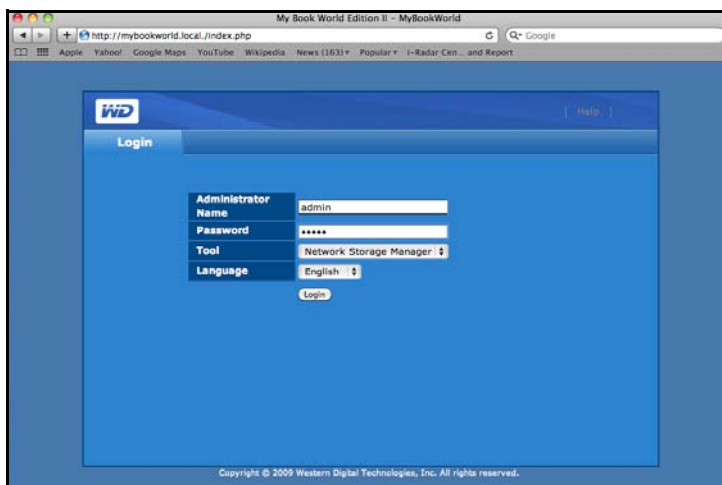 My Book World Edition II – MyBookWorld
http://mybookworld.local./index.php
Google
Apple Yahoo! Google Maps YouTube Wikipedia News (163) Popular I-Radar Cen... and Report
WD
Help
Login
Administrator Name
admin
Password
•••••
Tool
Network Storage Manager
Language
English
Login
Copyright © 2009 Western Digital Technologies, Inc. All rights reserved.